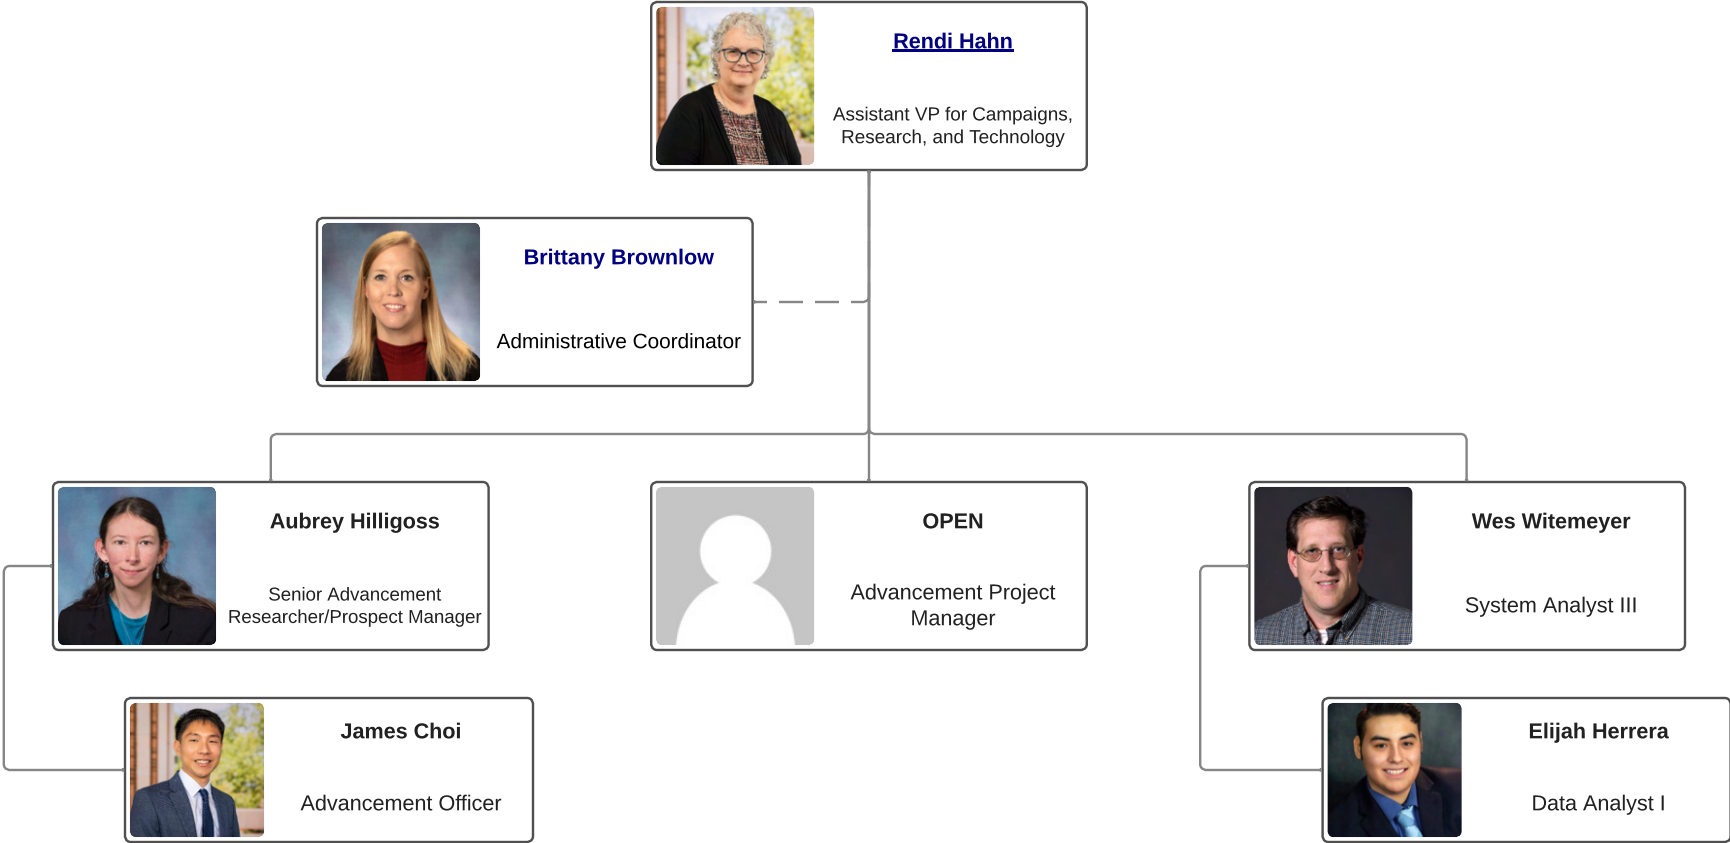 Rendi Hahn
Assistant VP for Campaigns,
Research, and Technology
Brittany Brownlow
Administrative Coordinator
Aubrey Hilligoss
Senior Advancement
Researcher/Prospect Manager
OPEN
Advancement Project
Manager
Wes Witemeyer
System Analyst III
James Choi
Advancement Officer
Elijah Herrera
Data Analyst I